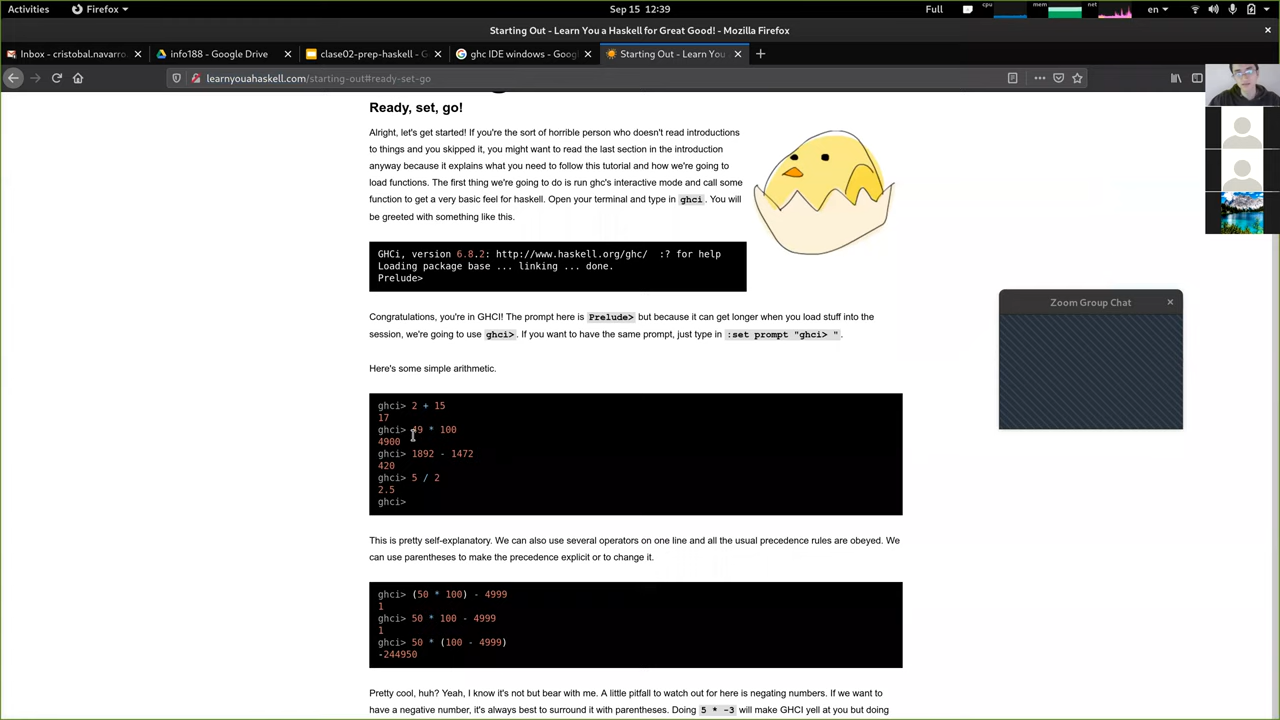 Activities
Firefox
Sep 15 12:39
Full
cpu
mem
net
en
Starting Out - Learn You a Haskell for Great Good! - Mozilla Firefox
Inbox - cristobal.navarro.
info188 - Google Drive
clase02-prep-haskell - G
ghc IDE windows - Goog
Starting Out - Learn You
learnyouahaskell.com/starting-out#ready-set-go
Ready, set, go!
Alright, let's get started! If you're the sort of horrible person who doesn't read introductions
to things and you skipped it, you might want to read the last section in the introduction
anyway because it explains what you need to follow this tutorial and how we're going to
load functions. The first thing we're going to do is run ghc's interactive mode and call some
function to get a very basic feel for haskell. Open your terminal and type in ghci. You will
be greeted with something like this.
GHCi, version 6.8.2: http://www.haskell.org/ghc/  :? for help
Loading package base ... linking ... done.
Prelude>
Congratulations, you're in GHCI! The prompt here is Prelude> but because it can get longer when you load stuff into the
session, we're going to use ghci>. If you want to have the same prompt, just type in :set prompt "ghci> ".
Zoom Group Chat
Here's some simple arithmetic.
ghci> 2 + 15
17
ghci> 49 * 100
4900
ghci> 1892 - 1472
420
ghci> 5 / 2
2.5
ghci>
This is pretty self-explanatory. We can also use several operators on one line and all the usual precedence rules are obeyed. We
can use parentheses to make the precedence explicit or to change it.
ghci> (50 * 100) - 4999
1
ghci> 50 * 100 - 4999
1
ghci> 50 * (100 - 4999)
-244950
Pretty cool, huh? Yeah, I know it's not but bear with me. A little pitfall to watch out for here is negating numbers. If we want to
have a negative number, it's always best to surround it with parentheses. Doing 5 * -3 will make GHCI yell at you but doing